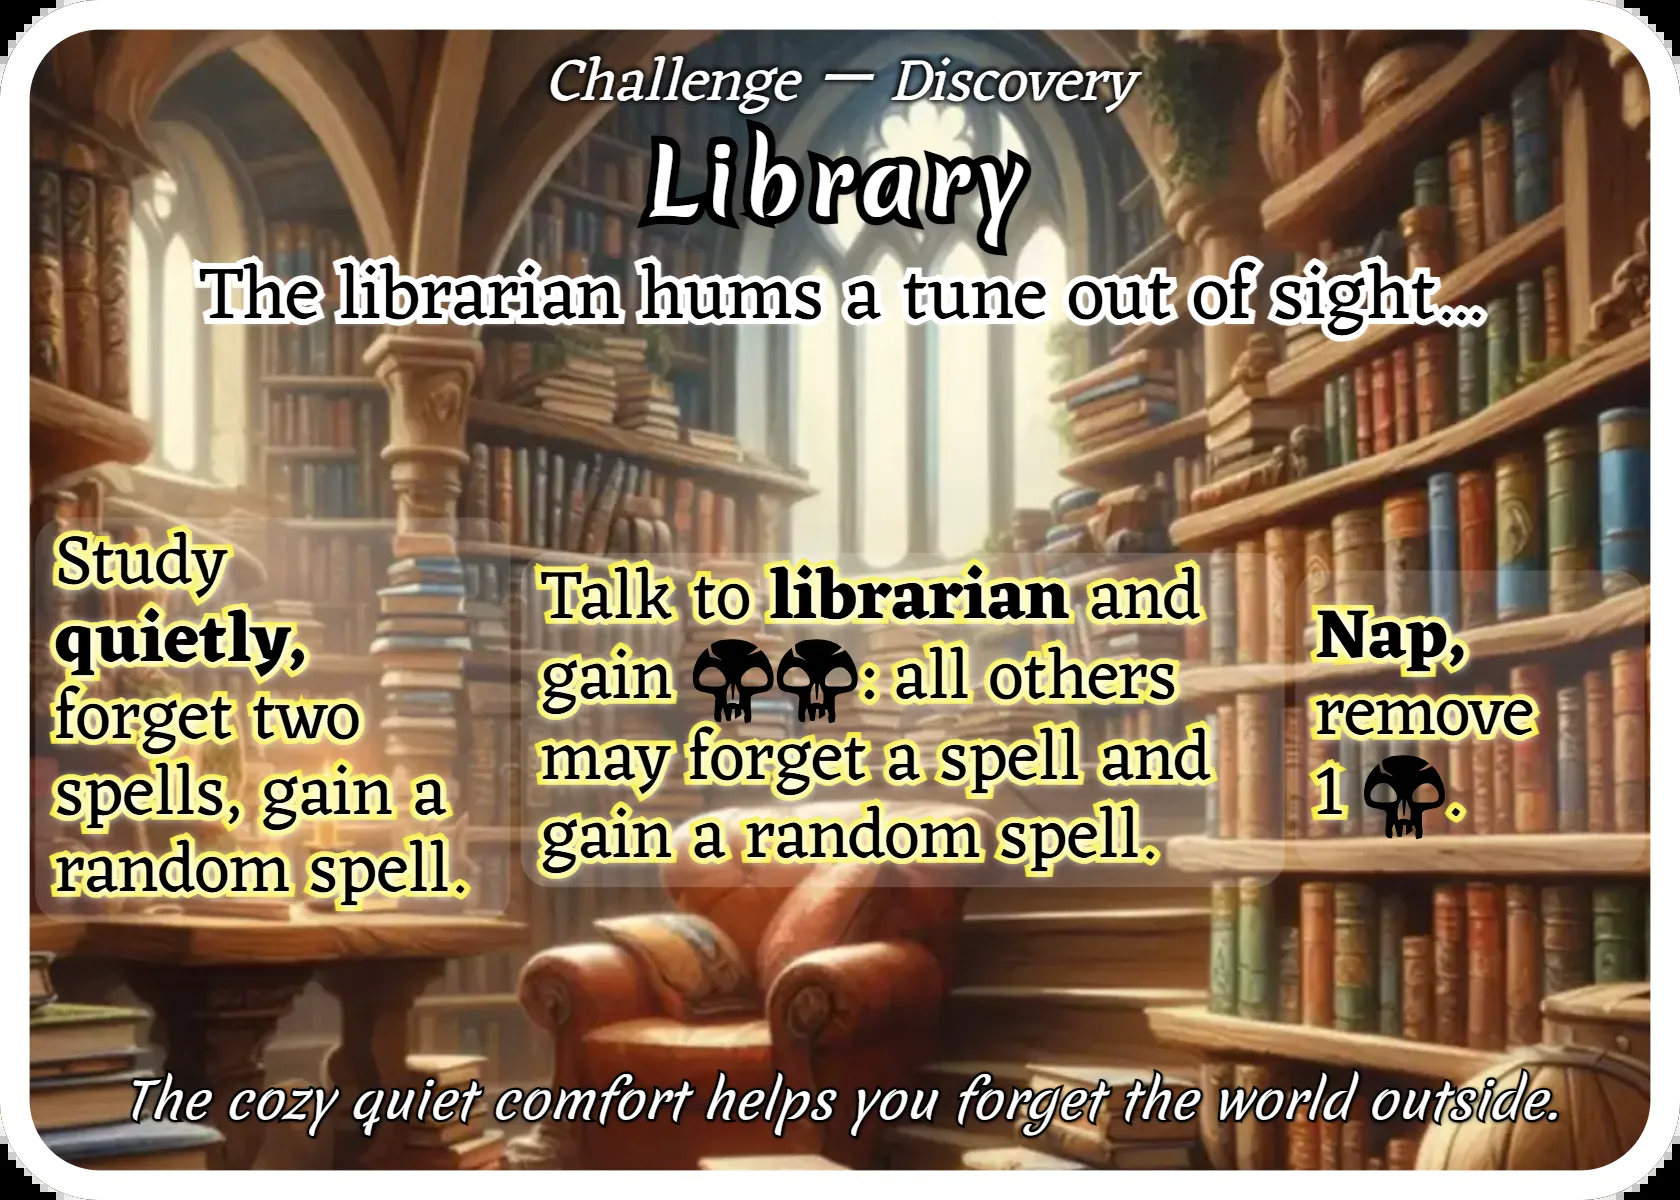 Challenge — Discovery
Library
The librarian hums a tune out of sight...
Study
quietly,
forget two
spells, gain a
random spell.
Talk to librarian and
gain : all others
may forget a spell and
gain a random spell.
Nap,
remove
1 .
The cozy quiet comfort helps you forget the world outside.